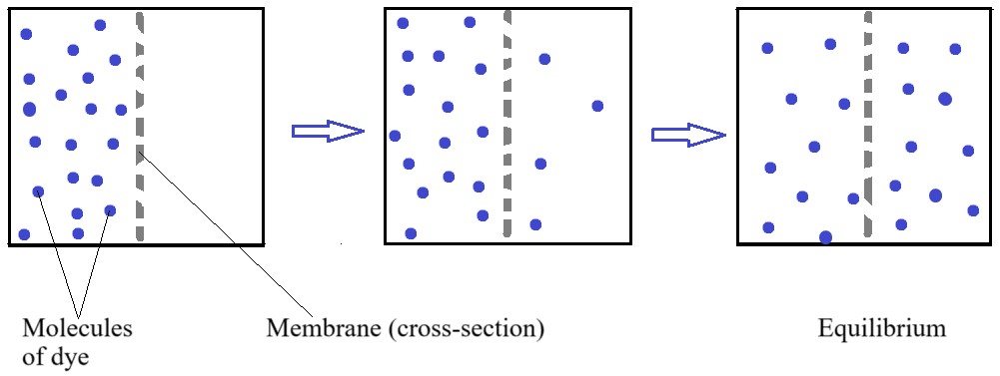 Molecules
of dye
Membrane (cross-section)
Equilibrium